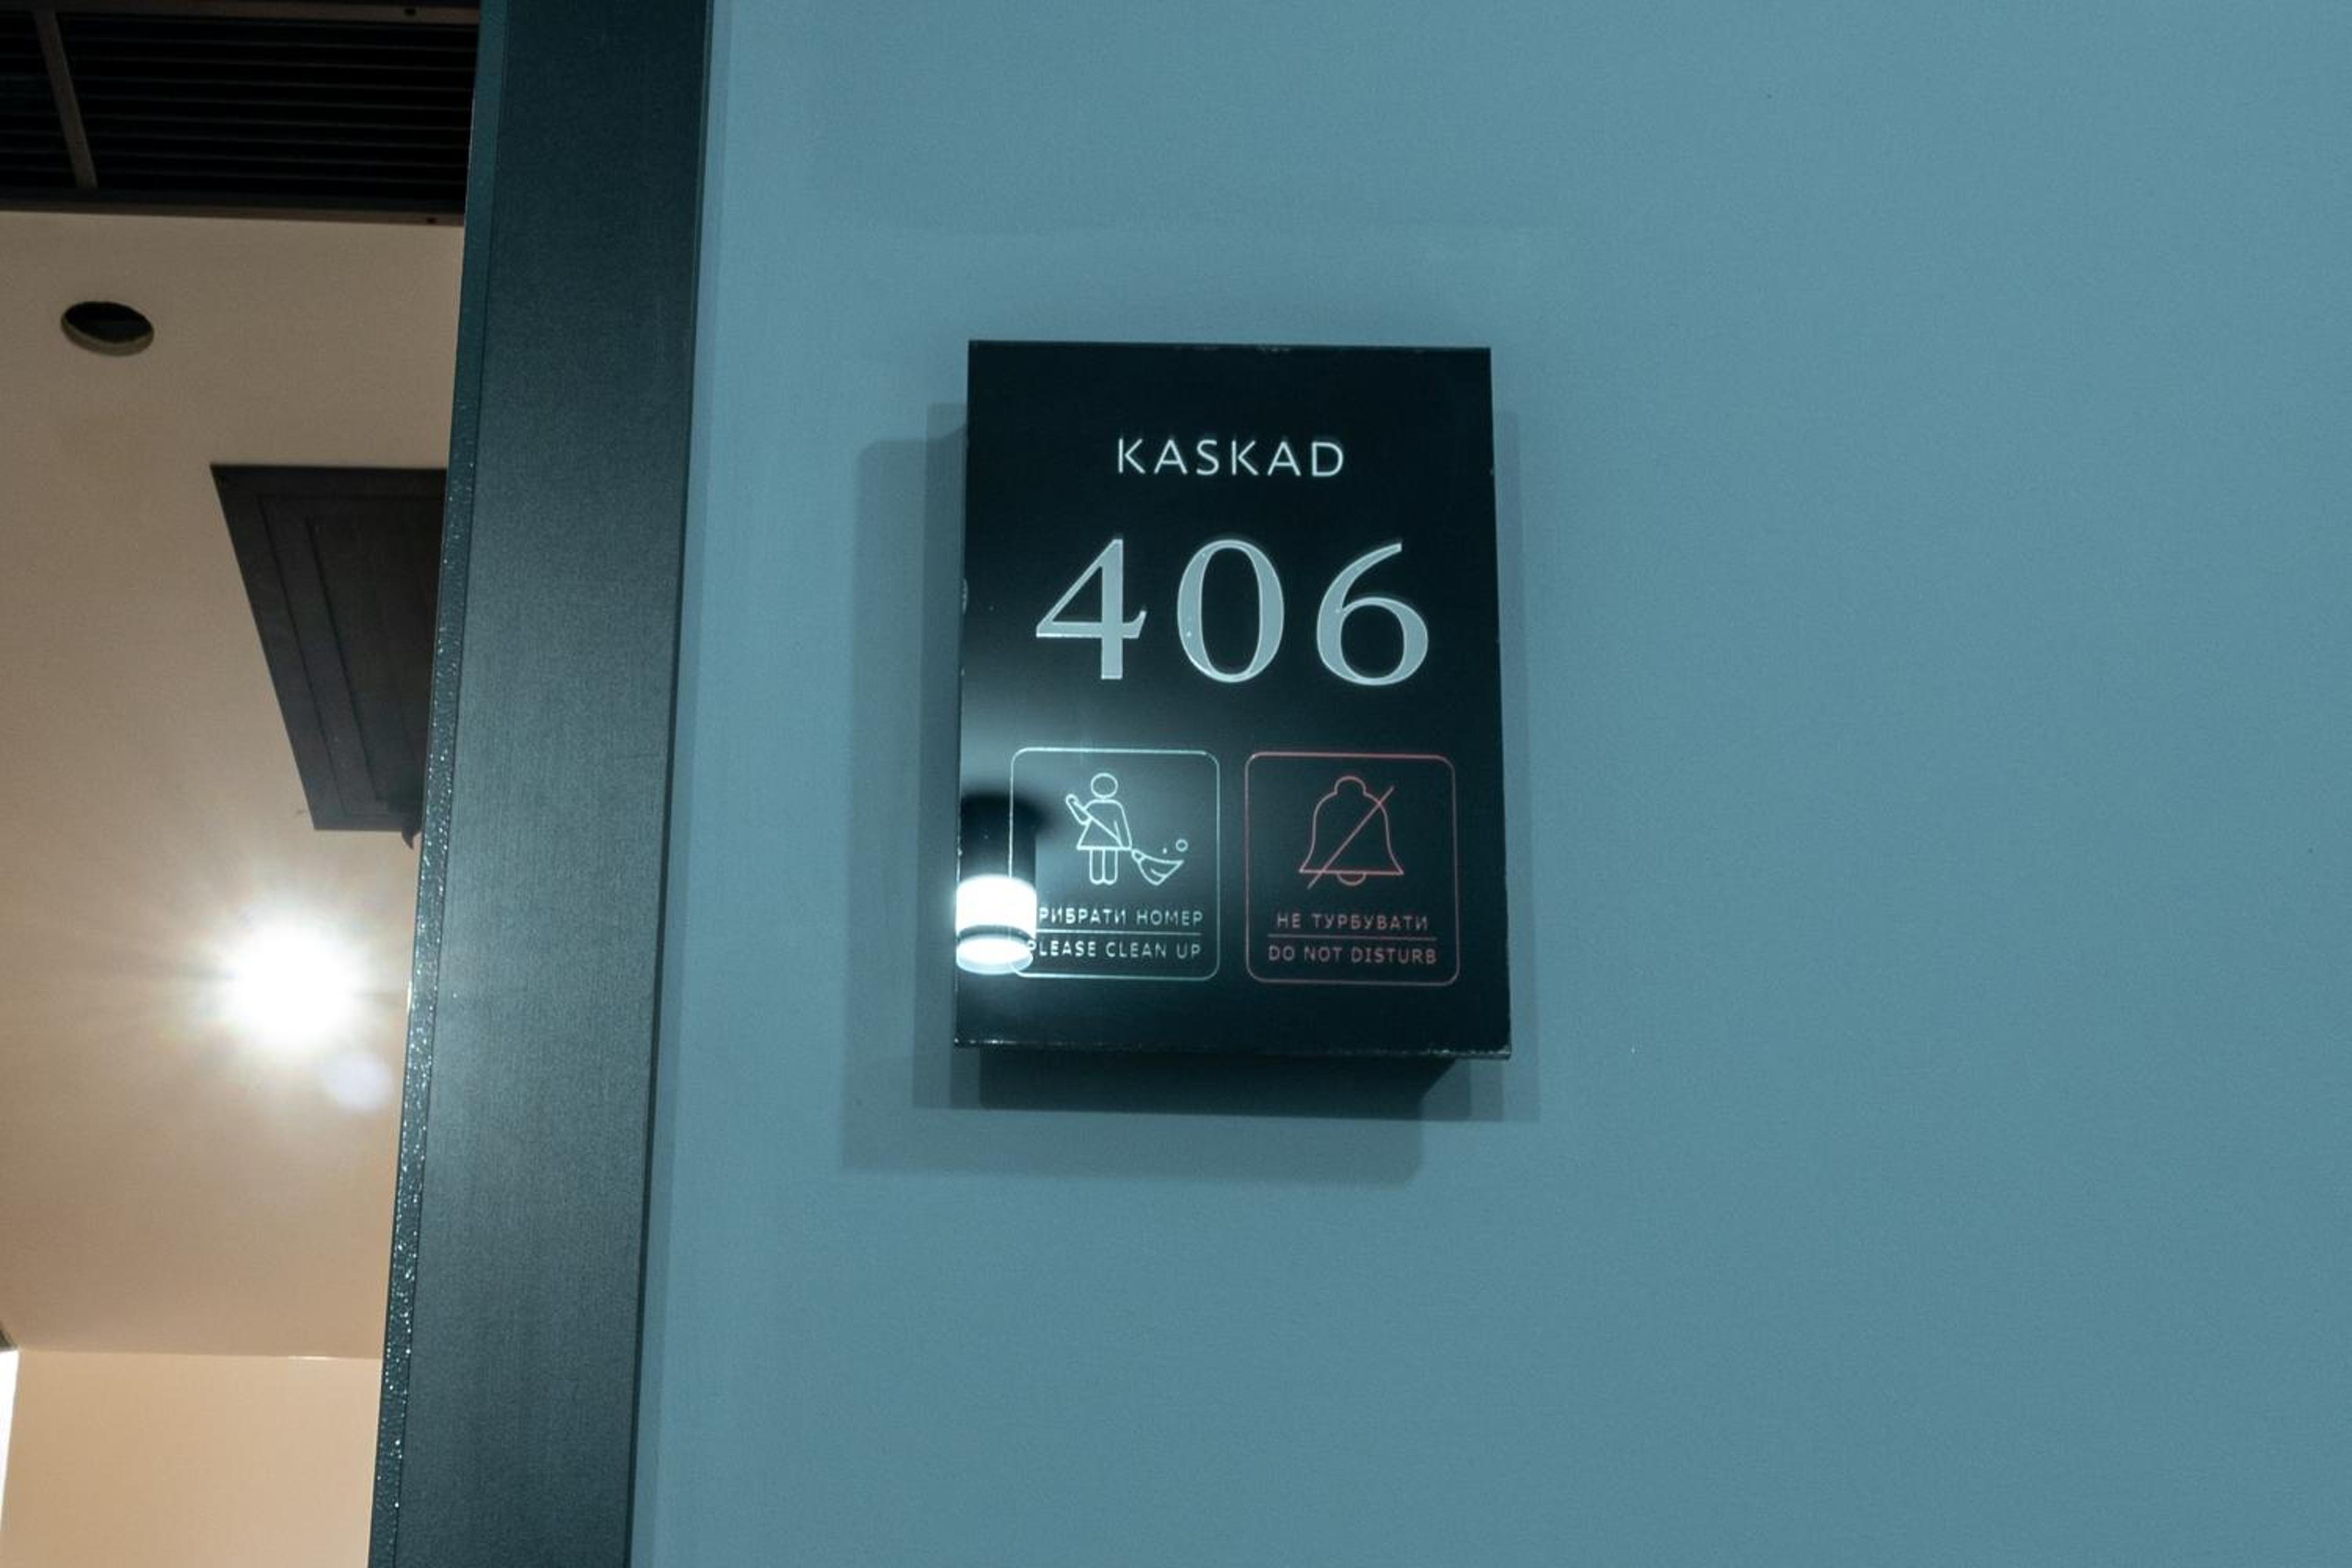 KASKAD
406
РИБРАТИ НОМЕР
PLEASE CLEAN UP
НЕ ТУРБУВАТИ
DO NOT DISTURB